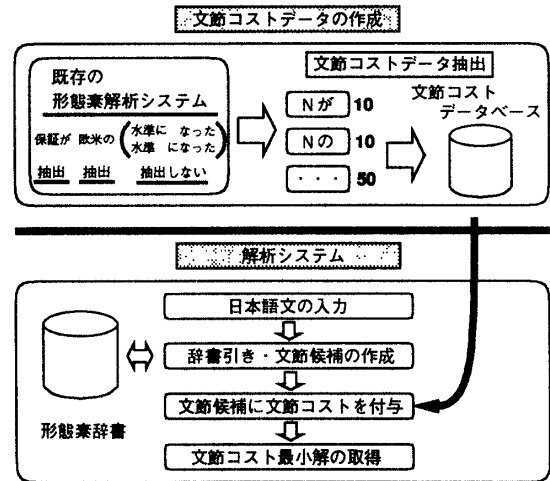 文節コストデータの作成
既存の
形態素解析システム
保証が 欧米の (水準に なった
水準 になった)
抽出 抽出 抽出しない
文節コストデータ抽出
Nが 10
Nの 10
・・・ 50
文節コスト
データベース
解析システム
日本語文の入力
辞書引き・文節候補の作成
文節候補に文節コストを付与
文節コスト最小解の取得
形態素辞書